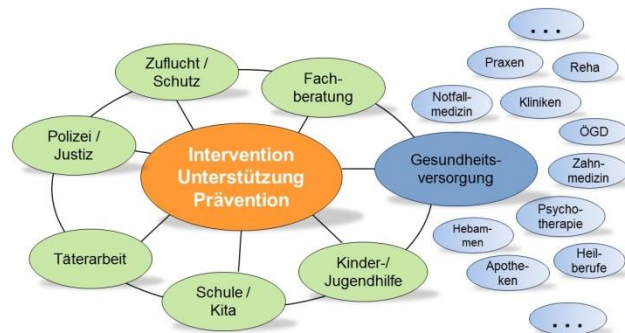 ...
Praxen
Reha
Zuflucht /
Schutz
Fach-
beratung
Notfall-
medizin
Kliniken
ÖGD
Polizei /
Justiz
Intervention
Unterstützung
Prävention
Gesundheits-
versorgung
Zahn-
medizin
Psycho-
therapie
Hebam-
men
Täterarbeit
Kinder-/
Jugendhilfe
Apothe-
ken
Heil-
berufe
Schule /
Kita
...